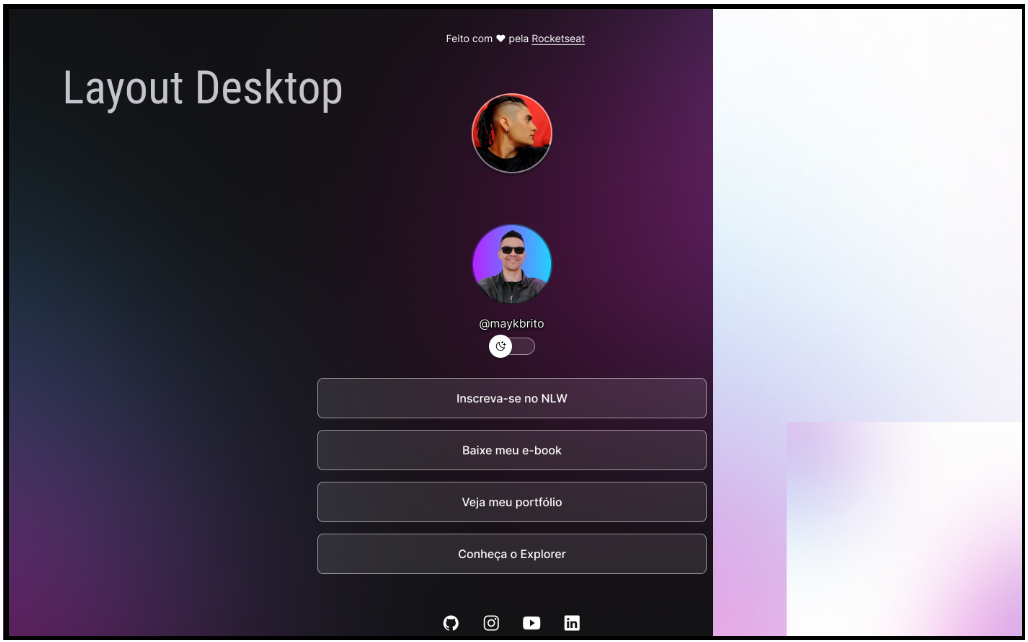 Feito com ❤ pela Rocketseat
Layout Desktop
@maykbrito
Inscreva-se no NLW
Baixe meu e-book
Veja meu portfólio
Conheça o Explorer